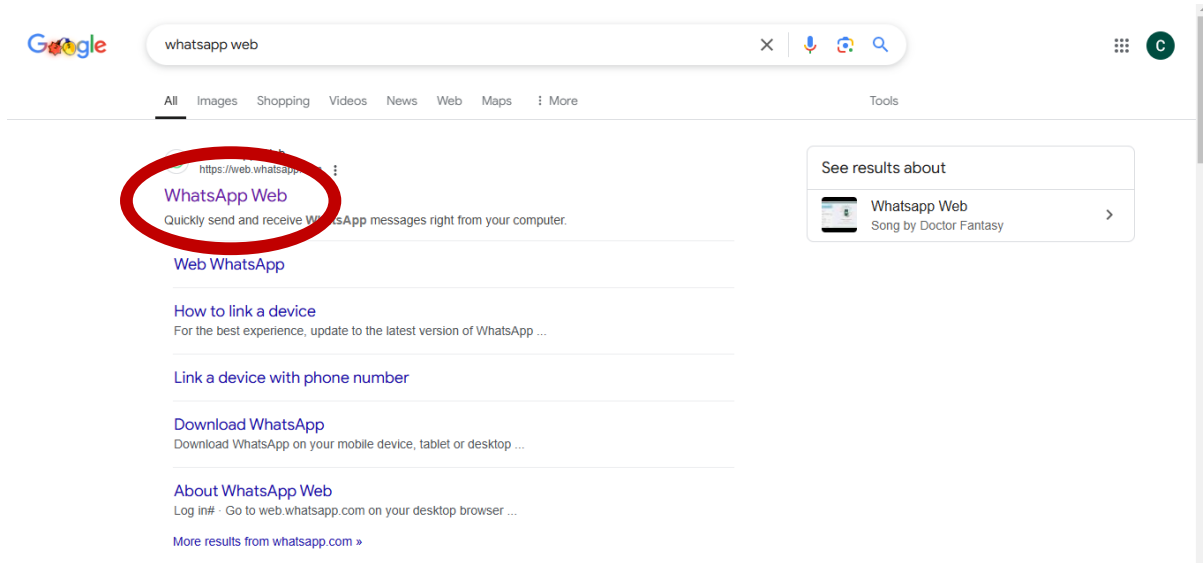 Google
whatsapp web
All Images Shopping Videos News Web Maps More
Tools
https://web.whatsapp
WhatsApp Web
Quickly send and receive WhatsApp messages right from your computer.
Web WhatsApp
How to link a device
For the best experience, update to the latest version of WhatsApp ...
Link a device with phone number
Download WhatsApp
Download WhatsApp on your mobile device, tablet or desktop ...
About WhatsApp Web
Log in# · Go to web.whatsapp.com on your desktop browser ...
More results from whatsapp.com »
C
See results about
Whatsapp Web
Song by Doctor Fantasy